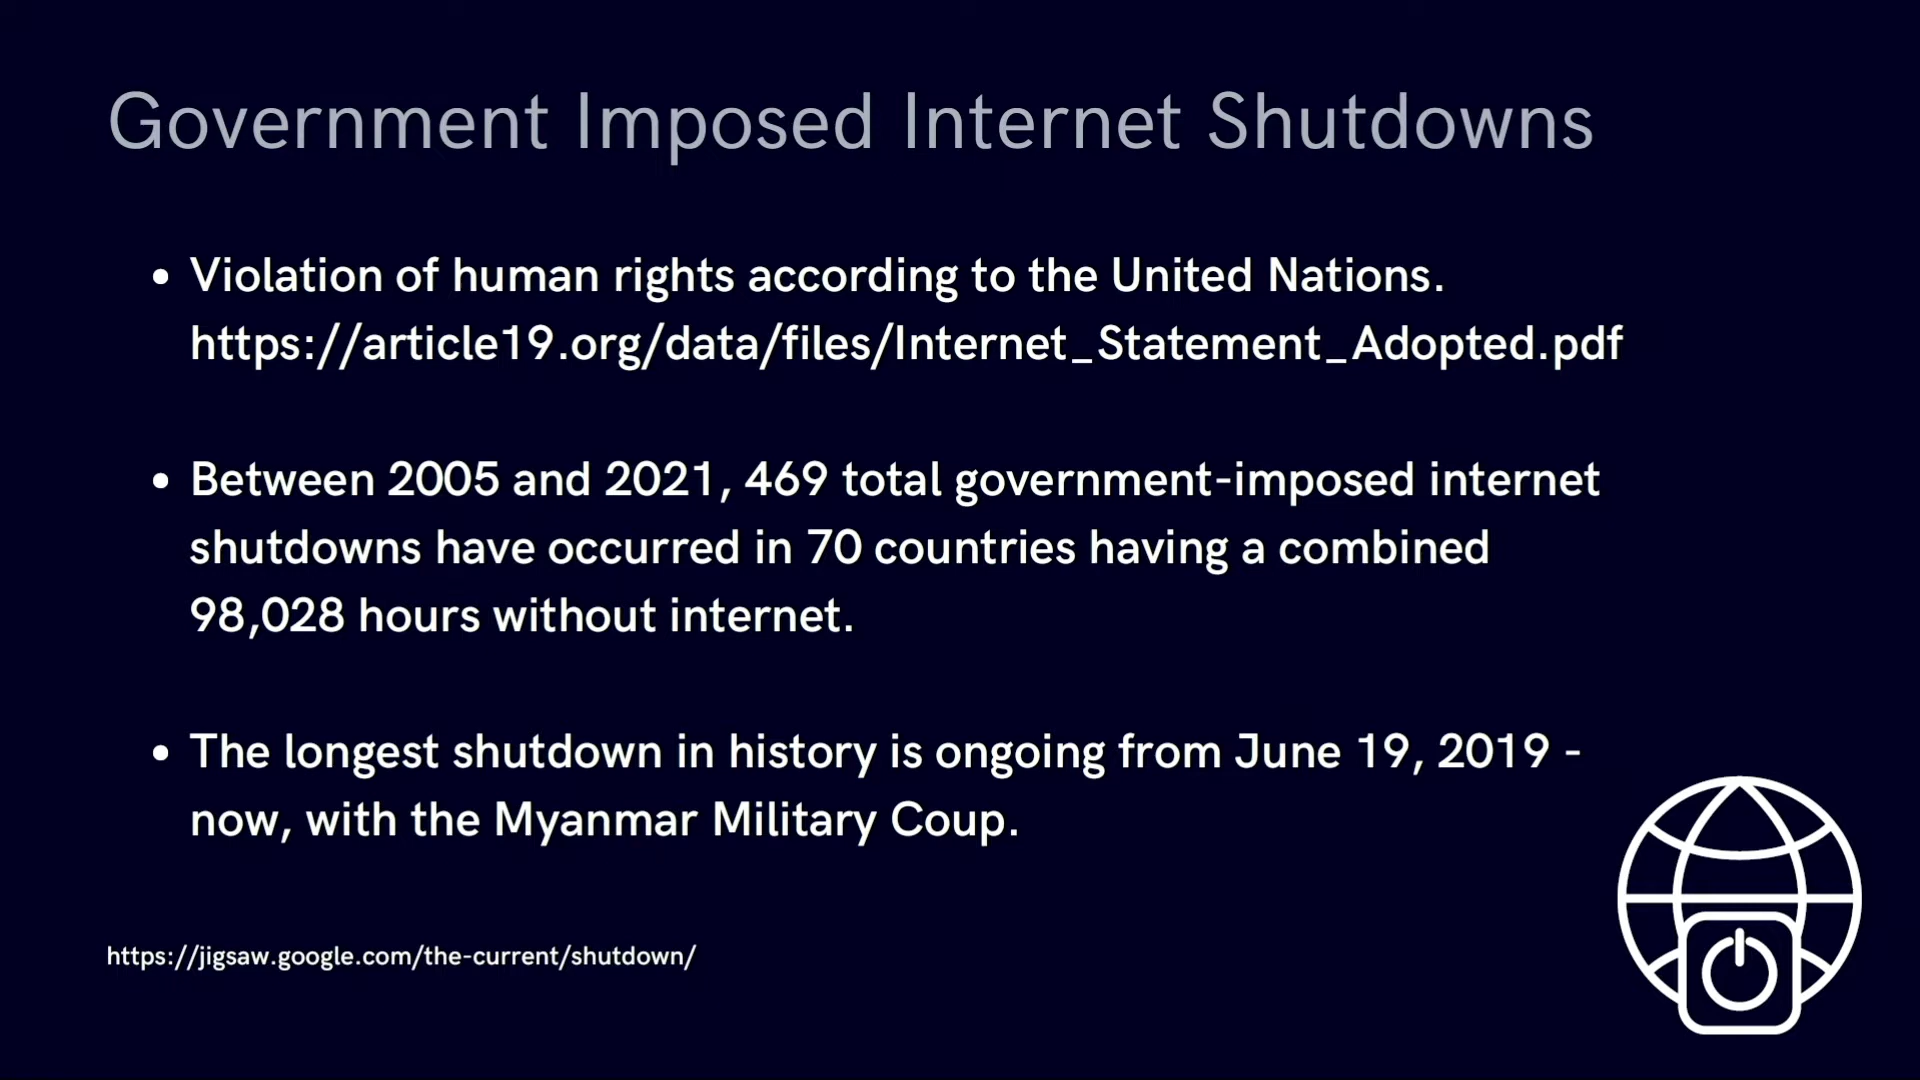 Government Imposed Internet Shutdowns
• Violation of human rights according to the United Nations.
https://article19.org/data/files/Internet_Statement_Adopted.pdf
• Between 2005 and 2021, 469 total government-imposed internet
shutdowns have occurred in 70 countries having a combined
98,028 hours without internet.
• The longest shutdown in history is ongoing from June 19, 2019 -
now, with the Myanmar Military Coup.
https://jigsaw.google.com/the-current/shutdown/